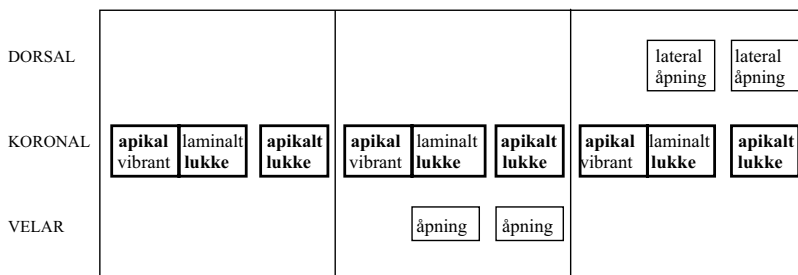 DORSAL
lateral lateral
åpning åpning
KORONAL
apikal laminalt apikalt apikal laminalt apikalt apikal laminalt apikalt
vibrant lukke lukke vibrant lukke lukke vibrant lukke lukke
VELAR
åpning åpning